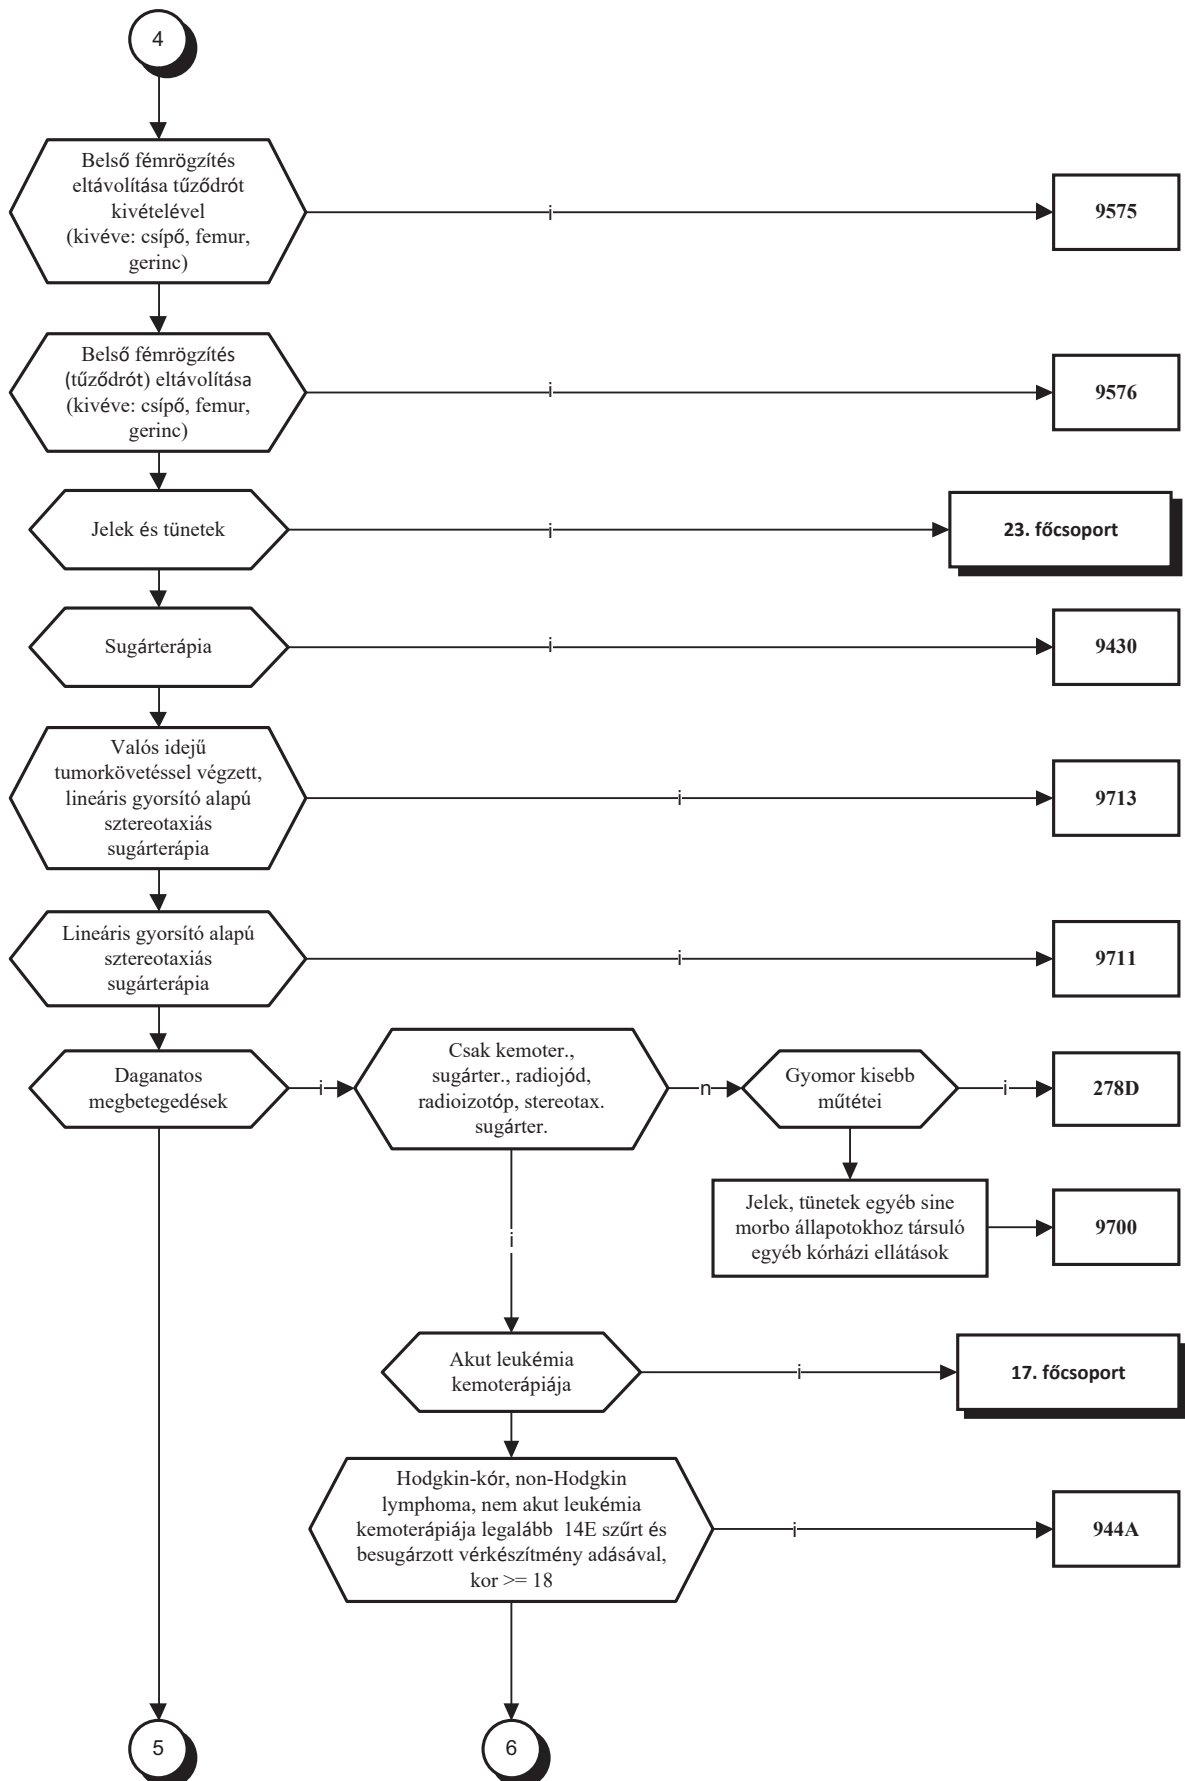 4
Belső fémrögzítés
eltávolítása tűződrót
kivételével
(kivéve: csípő, femur,
gerinc)
i
9575
Belső fémrögzítés
(tűződrót) eltávolítása
(kivéve: csípő, femur,
gerinc)
i
9576
Jelek és tünetek
i
23. főcsoport
Sugárterápia
i
9430
Valós idejű
tumorkövetéssel végzett,
lineáris gyorsító alapú
sztereotaxiás
sugárterápia
i
9713
Lineáris gyorsító alapú
sztereotaxiás
sugárterápia
i
9711
Daganatos
megbetegedések
i
Csak kemoter.,
sugárter., radiojód,
radioizotóp, stereotax.
sugárter.
n
Gyomor kisebb
műtétei
i
278D
Jelek, tünetek egyéb sine
morbo állapotokhoz társuló
egyéb kórházi ellátások
9700
i
Akut leukémia
kemoterápiája
i
17. főcsoport
Hodgkin-kór, non-Hodgkin
lymphoma, nem akut leukémia
kemoterápiája legalább 14E szűrt és
besugárzott vérkészítmény adásával,
kor >= 18
i
944A
5
6